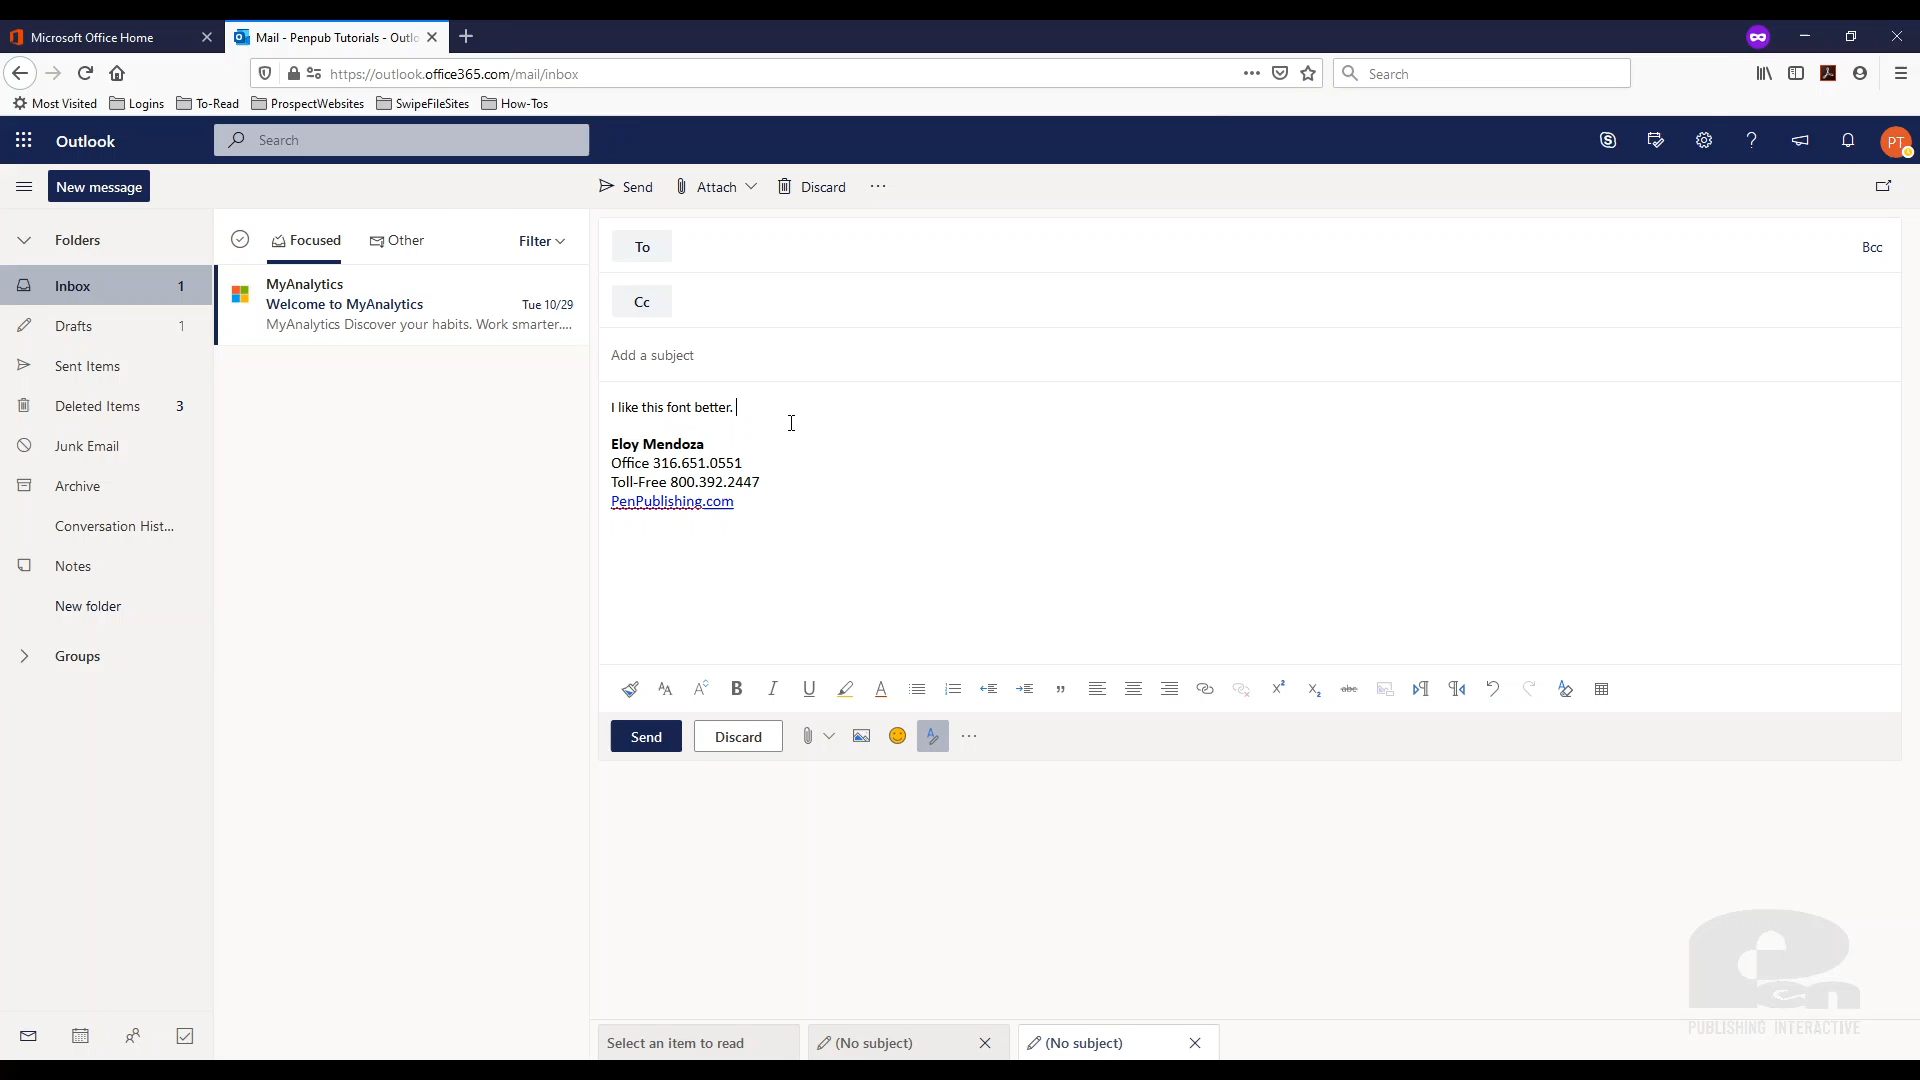 Microsoft Office Home
Mail - Penpub Tutorials - Outlo
https://outlook.office365.com/mail/inbox
Search
Most Visited
Logins
To-Read
ProspectWebsites
SwipeFileSites
How-Tos
Outlook
Search
PT
New message
Send
Attach
Discard
Folders
Inbox 1
Drafts 1
Sent Items
Deleted Items 3
Junk Email
Archive
Conversation Hist...
Notes
New folder
Groups
Focused
Other
Filter
MyAnalytics
Welcome to MyAnalytics Tue 10/29
MyAnalytics Discover your habits. Work smarter....
To
Bcc
Cc
Add a subject
I like this font better.
Eloy Mendoza
Office 316.651.0551
Toll-Free 800.392.2447
PenPublishing.com
Send
Discard
Select an item to read
(No subject)
(No subject)
pen
PUBLISHING INTERACTIVE